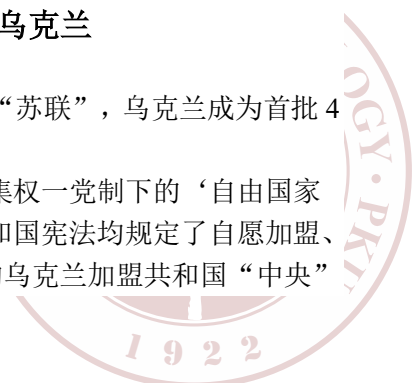 乌克兰
“苏联”，乌克兰成为首批 4
集权一党制下的‘自由国家
和国宪法均规定了自愿加盟、
乌克兰加盟共和国“中央”
OGY · PK
1922